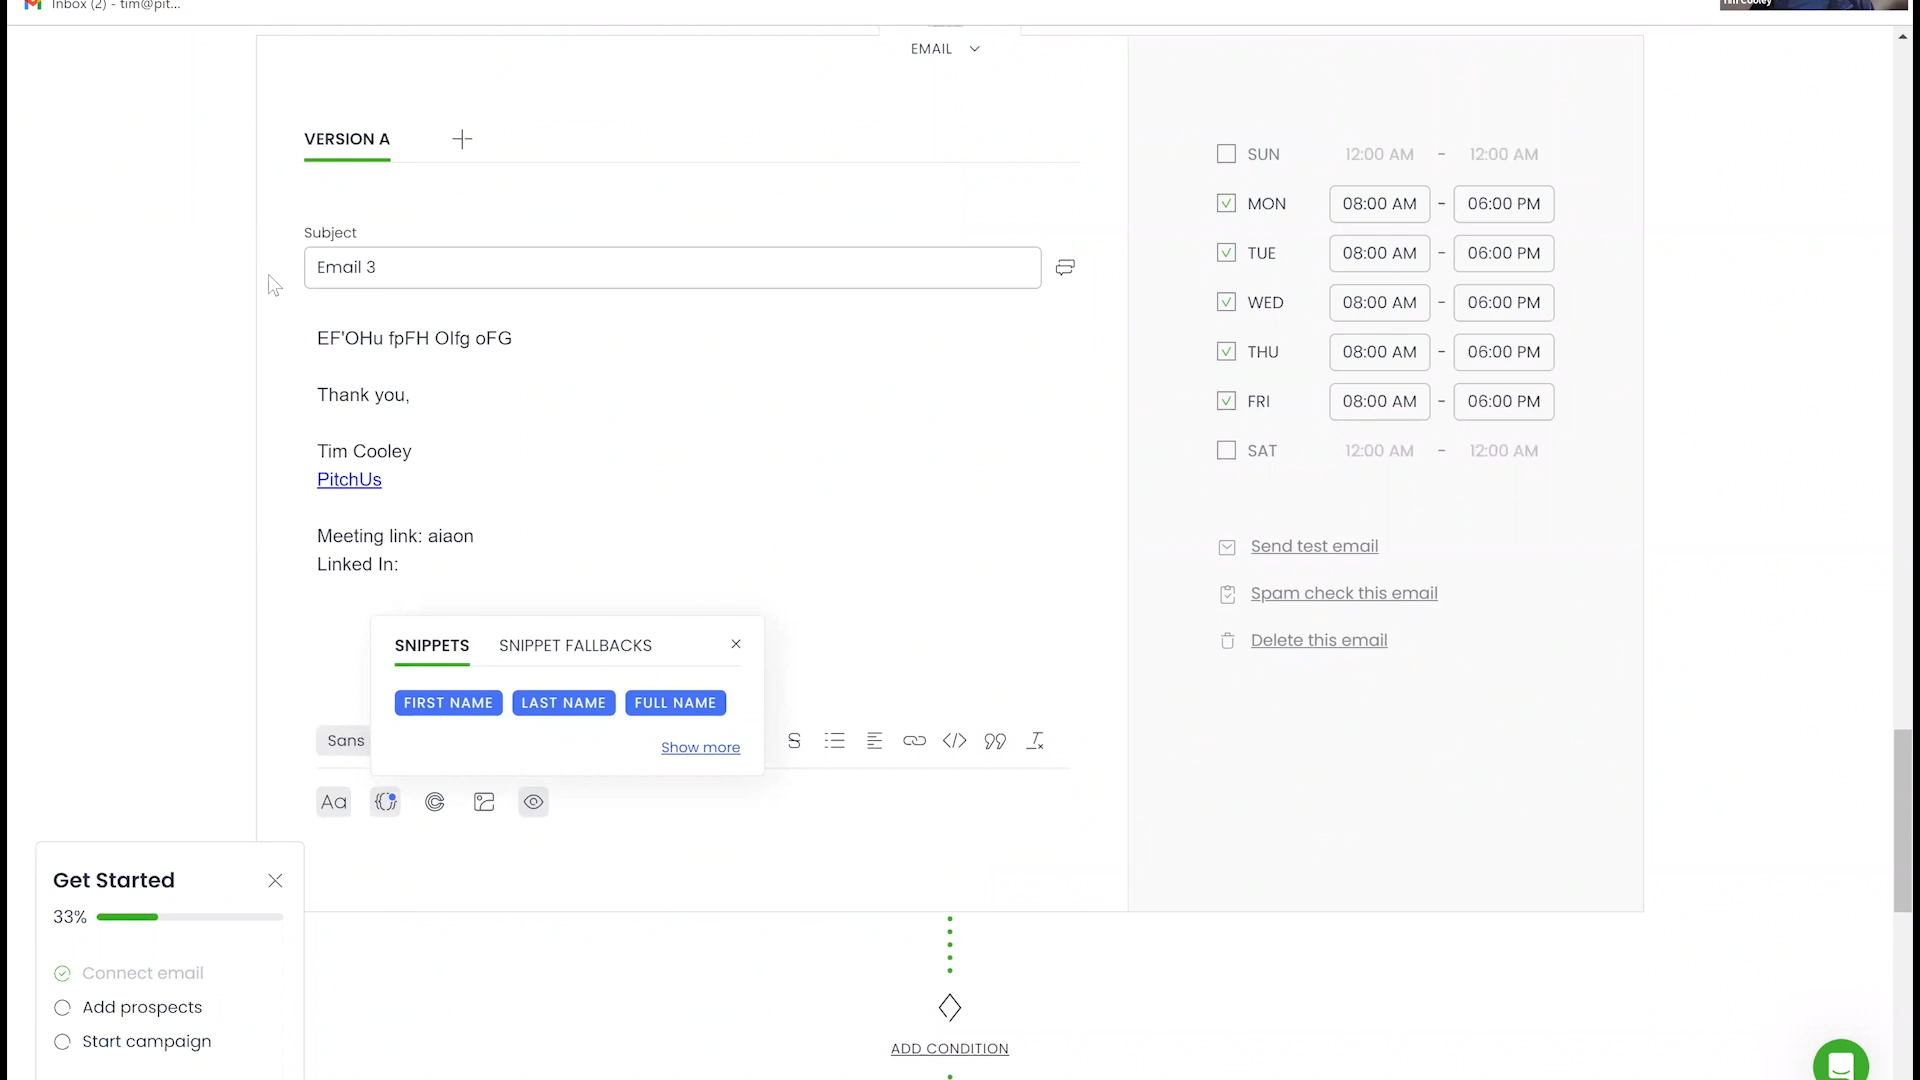 Inbox (2) - tim@pit...
Tim Cooley
EMAIL
VERSION A
Subject
Email 3
EF'OHu fpFH OIfg oFG
Thank you,
Tim Cooley
PitchUs
Meeting link: aiaon
Linked In:
SNIPPETS SNIPPET FALLBACKS
FIRST NAME LAST NAME FULL NAME
Show more
Sans
Aa
SUN 12:00 AM - 12:00 AM
MON 08:00 AM - 06:00 PM
TUE 08:00 AM - 06:00 PM
WED 08:00 AM - 06:00 PM
THU 08:00 AM - 06:00 PM
FRI 08:00 AM - 06:00 PM
SAT 12:00 AM - 12:00 AM
Send test email
Spam check this email
Delete this email
Get Started
33%
Connect email
Add prospects
Start campaign
ADD CONDITION